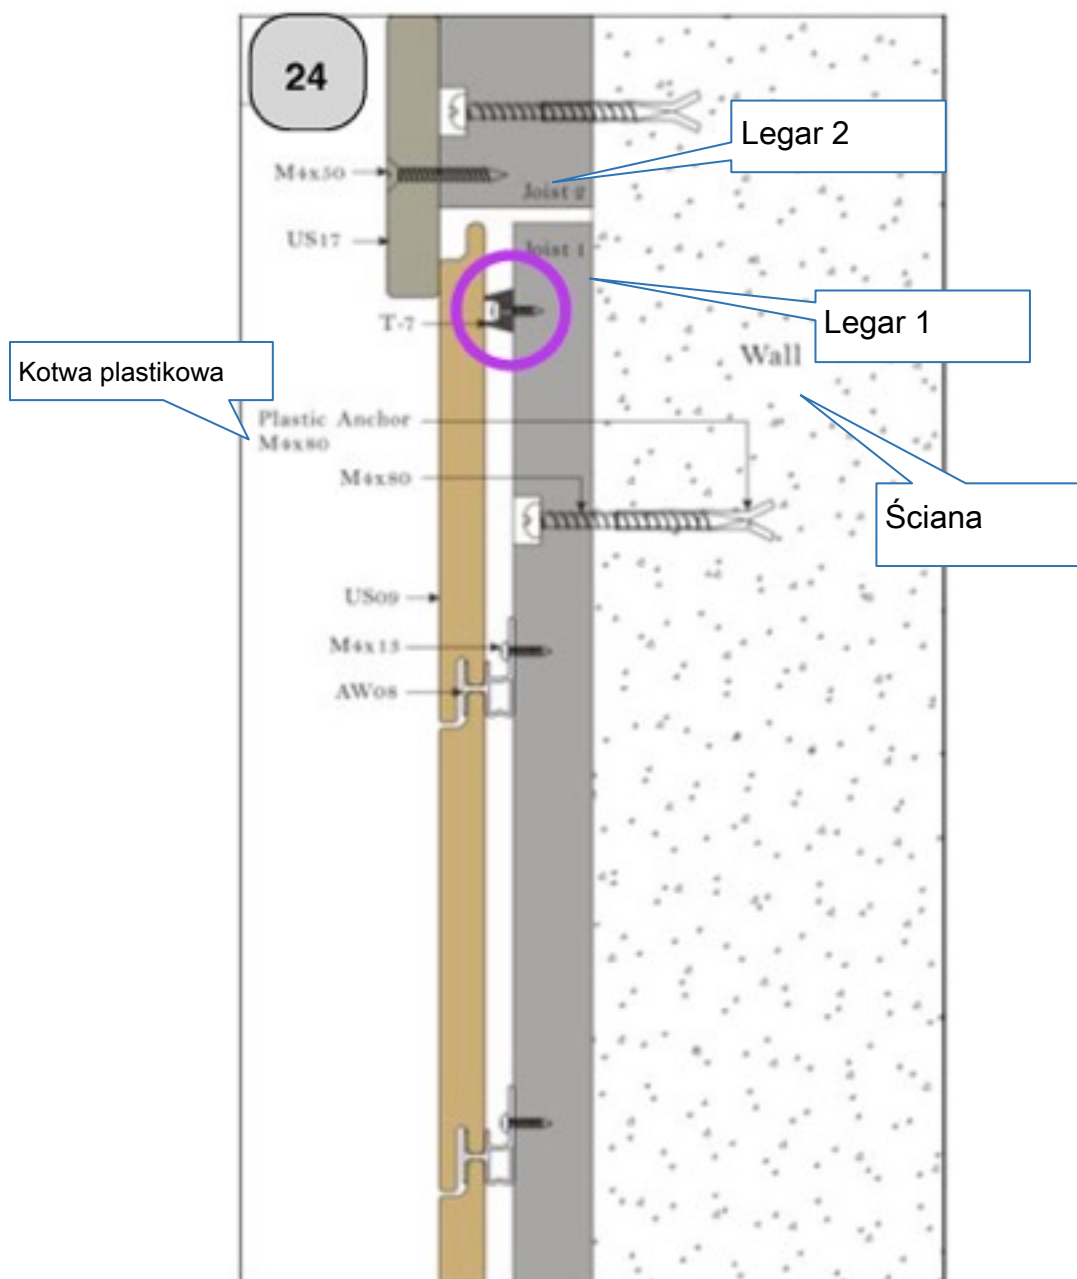 24
Legar 2
M4x50
Joist 2
US17
Joist 1
Legar 1
T-7
Wall
Kotwa plastikowa
Plastic Anchor
M4x80
M4x80
Ściana
US09
M4x13
AW08